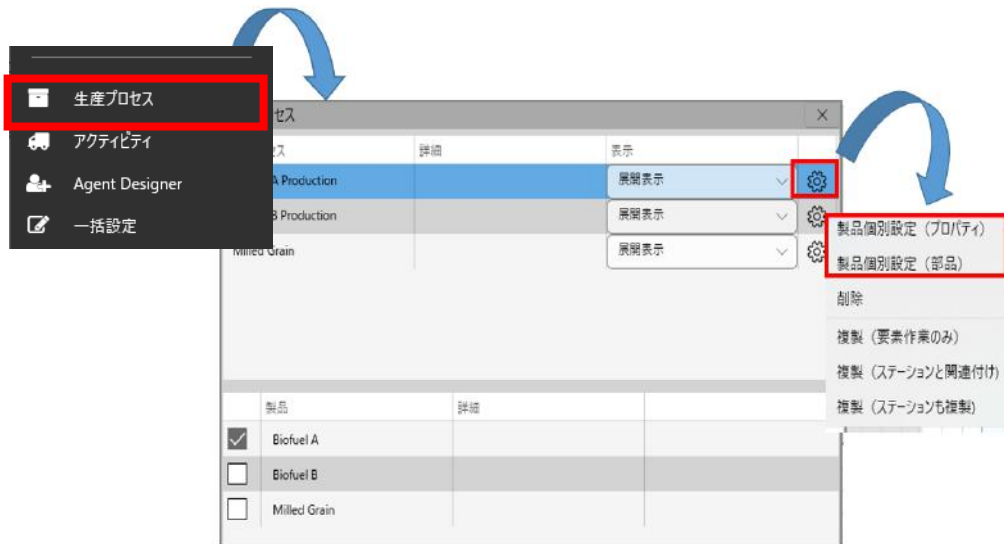 生産プロセス
アクティビティ
Agent Designer
一括設定
セス
ス 詳細 表示
A Production 展開表示
B Production 展開表示
Milled Grain 展開表示
製品個別設定（プロパティ）
製品個別設定（部品）
削除
複製（要素作業のみ）
複製（ステーションと関連付け）
複製（ステーションも複製）
製品 詳細
Biofuel A
Biofuel B
Milled Grain